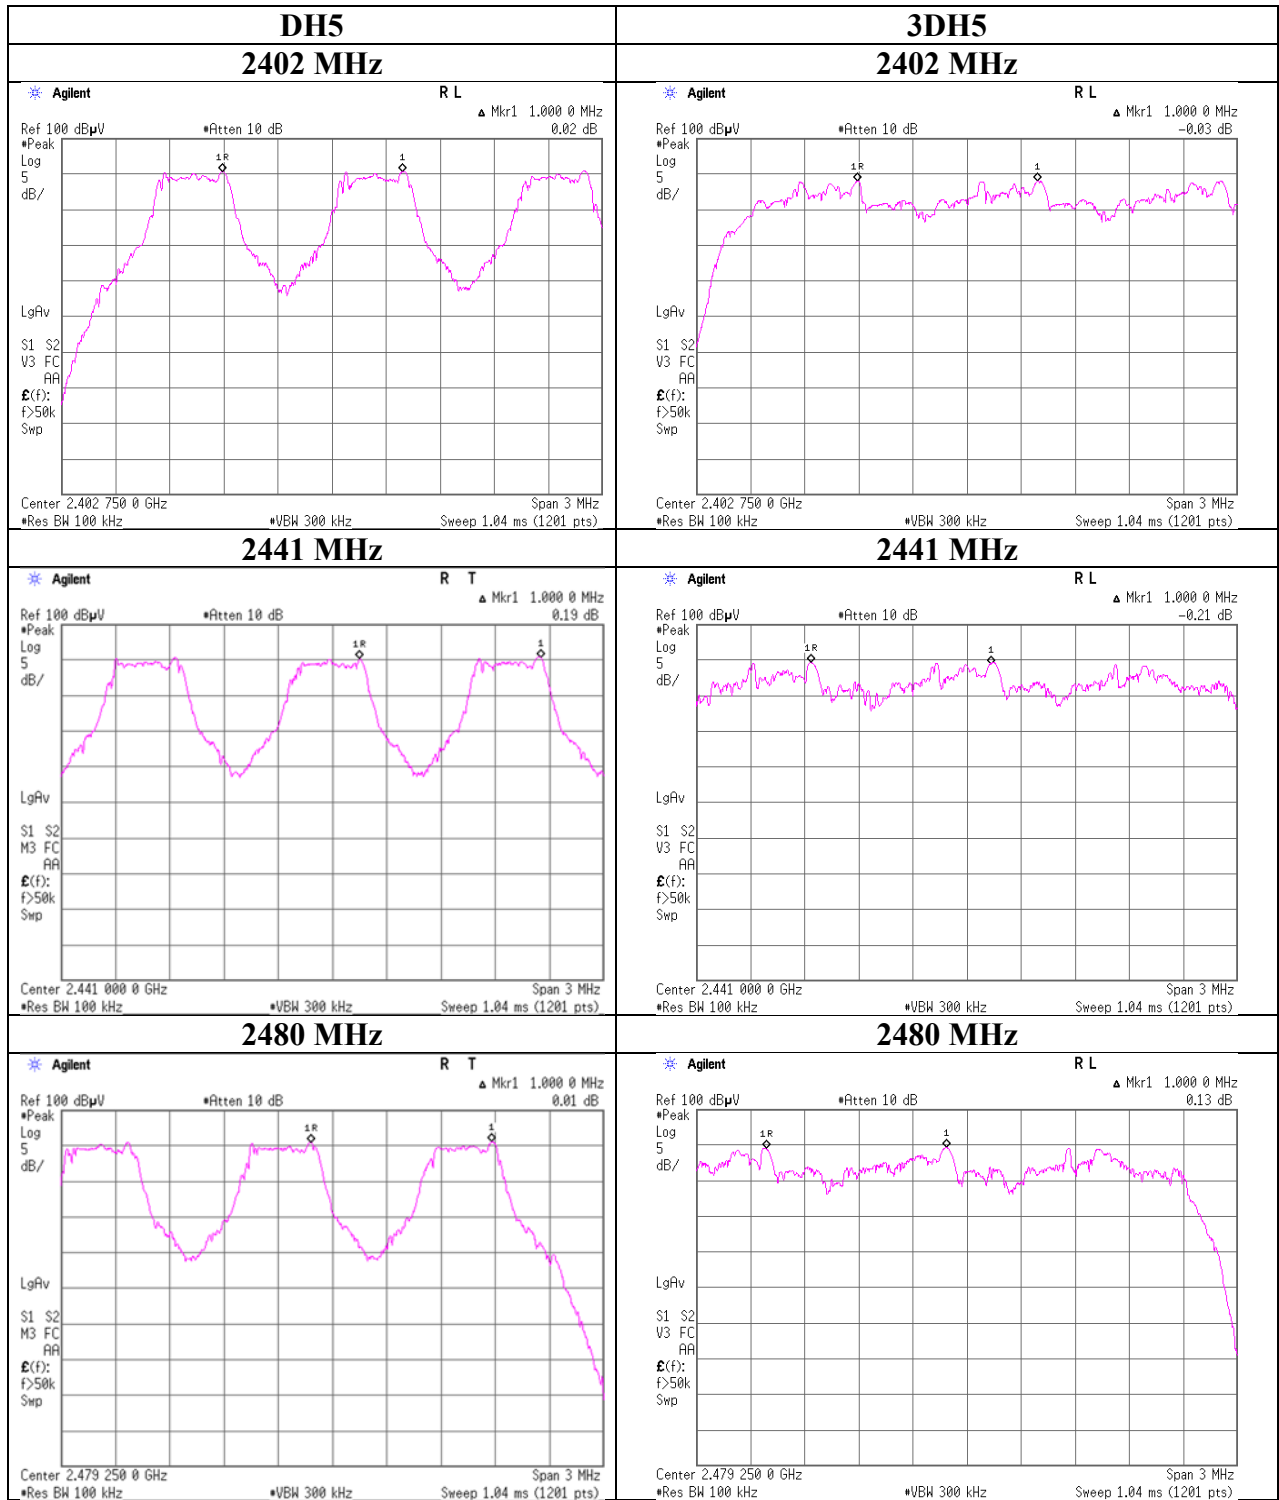 DH5
3DH5
2402 MHz
2402 MHz
Agilent R L
Δ Mkr1 1.000 0 MHz
Ref 100 dBµV #Atten 10 dB 0.02 dB
#Peak
Log
5
dB/
1R
1
LgAv
S1 S2
V3 FC
AA
£(f):
f>50k
Swp
Center 2.402 750 0 GHz Span 3 MHz
#Res BW 100 kHz #VBW 300 kHz Sweep 1.04 ms (1201 pts)
Agilent R L
Δ Mkr1 1.000 0 MHz
Ref 100 dBµV #Atten 10 dB -0.03 dB
#Peak
Log
5
dB/
1R
1
LgAv
S1 S2
V3 FC
AA
£(f):
f>50k
Swp
Center 2.402 750 0 GHz Span 3 MHz
#Res BW 100 kHz #VBW 300 kHz Sweep 1.04 ms (1201 pts)
2441 MHz
2441 MHz
Agilent R T
Δ Mkr1 1.000 0 MHz
Ref 100 dBµV #Atten 10 dB 0.19 dB
#Peak
Log
5
dB/
1R
1
LgAv
S1 S2
M3 FC
AA
£(f):
f>50k
Swp
Center 2.441 000 0 GHz Span 3 MHz
#Res BW 100 kHz #VBW 300 kHz Sweep 1.04 ms (1201 pts)
Agilent R L
Δ Mkr1 1.000 0 MHz
Ref 100 dBµV #Atten 10 dB -0.21 dB
#Peak
Log
5
dB/
1R
1
LgAv
S1 S2
V3 FC
AA
£(f):
f>50k
Swp
Center 2.441 000 0 GHz Span 3 MHz
#Res BW 100 kHz #VBW 300 kHz Sweep 1.04 ms (1201 pts)
2480 MHz
2480 MHz
Agilent R T
Δ Mkr1 1.000 0 MHz
Ref 100 dBµV #Atten 10 dB 0.01 dB
#Peak
Log
5
dB/
1R
1
LgAv
S1 S2
M3 FC
AA
£(f):
f>50k
Swp
Center 2.479 250 0 GHz Span 3 MHz
#Res BW 100 kHz #VBW 300 kHz Sweep 1.04 ms (1201 pts)
Agilent R L
Δ Mkr1 1.000 0 MHz
Ref 100 dBµV #Atten 10 dB 0.13 dB
#Peak
Log
5
dB/
1R
1
LgAv
S1 S2
V3 FC
AA
£(f):
f>50k
Swp
Center 2.479 250 0 GHz Span 3 MHz
#Res BW 100 kHz #VBW 300 kHz Sweep 1.04 ms (1201 pts)